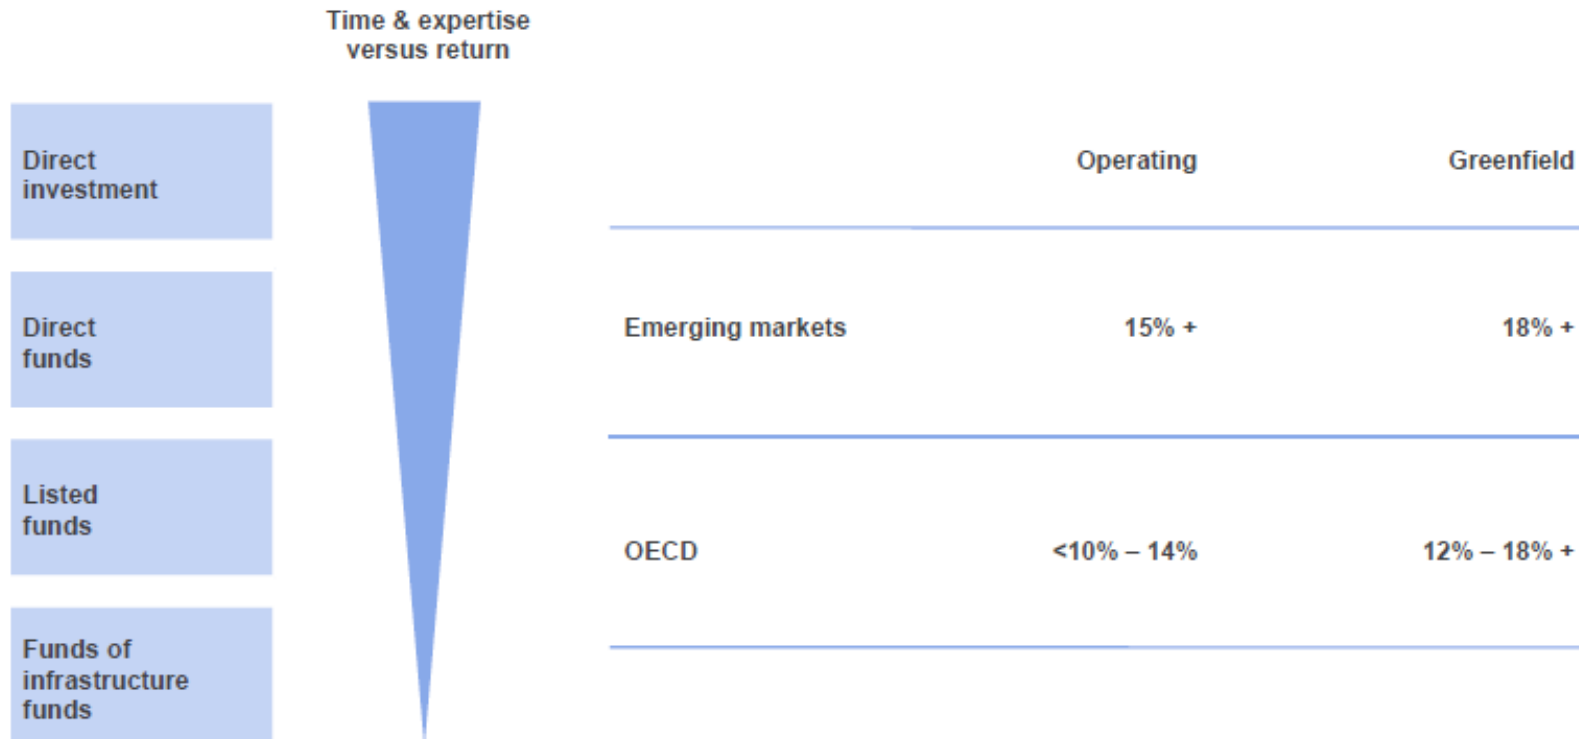 Time & expertise
versus return
Direct
investment
Direct
funds
Listed
funds
Funds of
infrastructure
funds
Operating Greenfield
Emerging markets 15% + 18% +
OECD <10% – 14% 12% – 18% +